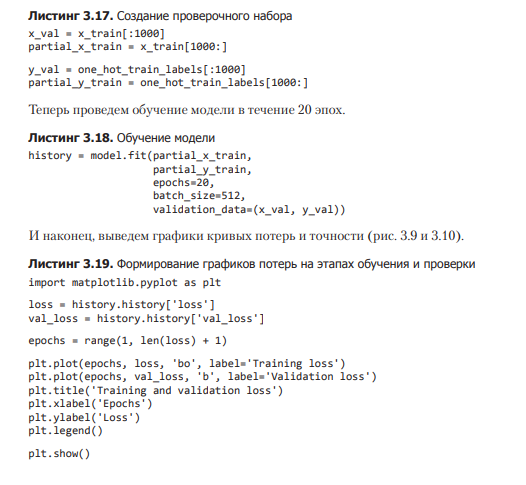 Листинг 3.17. Создание проверочного набора
x_val = x_train[:1000]
partial_x_train = x_train[1000:]
y_val = one_hot_train_labels[:1000]
partial_y_train = one_hot_train_labels[1000:]
Теперь проведем обучение модели в течение 20 эпох.
Листинг 3.18. Обучение модели
history = model.fit(partial_x_train,
                    partial_y_train,
                    epochs=20,
                    batch_size=512,
                    validation_data=(x_val, y_val))
И наконец, выведем графики кривых потерь и точности (рис. 3.9 и 3.10).
Листинг 3.19. Формирование графиков потерь на этапах обучения и проверки
import matplotlib.pyplot as plt
loss = history.history['loss']
val_loss = history.history['val_loss']
epochs = range(1, len(loss) + 1)
plt.plot(epochs, loss, 'bo', label='Training loss')
plt.plot(epochs, val_loss, 'b', label='Validation loss')
plt.title('Training and validation loss')
plt.xlabel('Epochs')
plt.ylabel('Loss')
plt.legend()
plt.show()